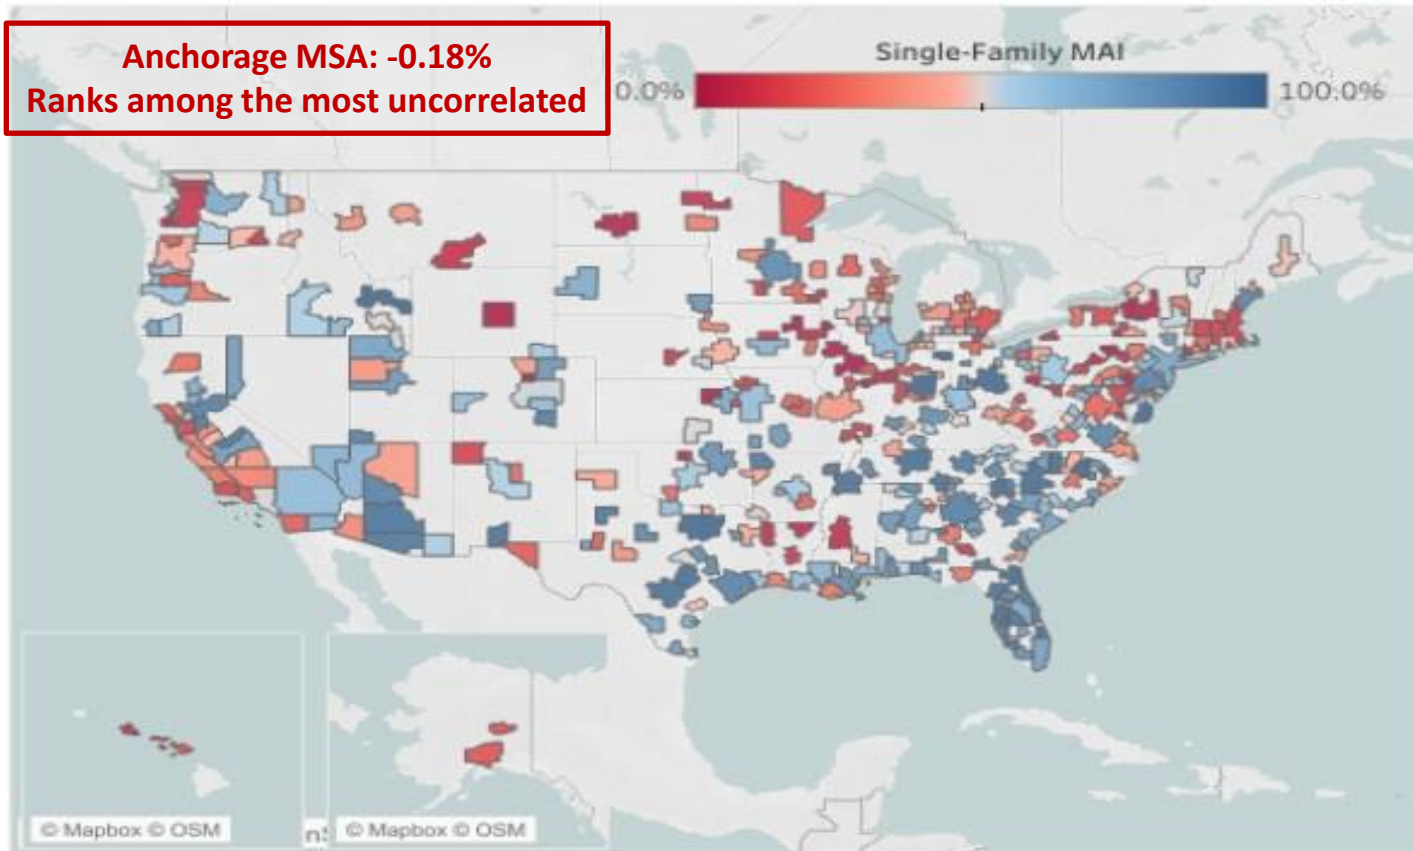 Anchorage MSA: -0.18%
Ranks among the most uncorrelated
Single-Family MAI
0.0%
100.0%
© Mapbox © OSM
© Mapbox © OSM